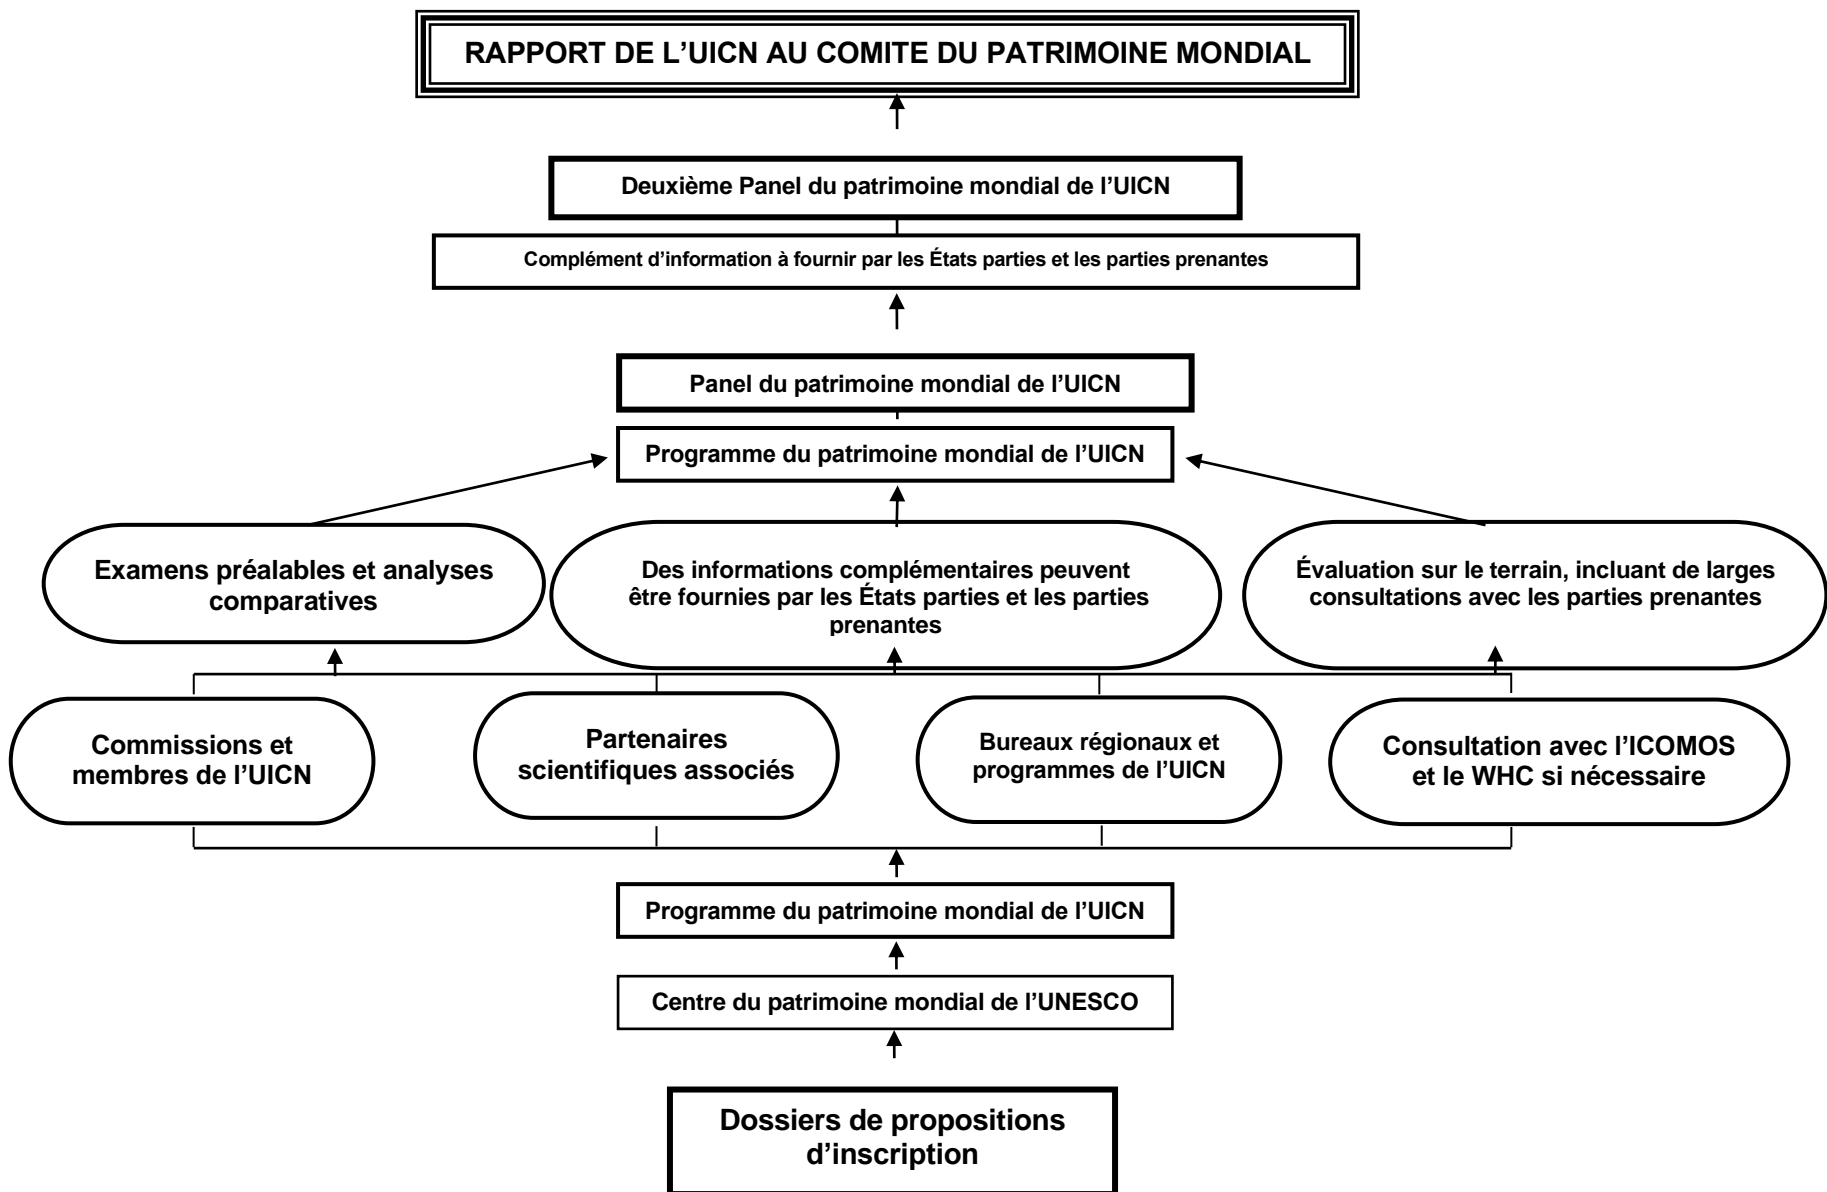 RAPPORT DE L’UICN AU COMITE DU PATRIMOINE MONDIAL
Deuxième Panel du patrimoine mondial de l’UICN
Complément d’information à fournir par les États parties et les parties prenantes
Panel du patrimoine mondial de l’UICN
Programme du patrimoine mondial de l’UICN
Examens préalables et analyses
comparatives
Des informations complémentaires peuvent
être fournies par les États parties et les parties
prenantes
Évaluation sur le terrain, incluant de larges
consultations avec les parties prenantes
Commissions et
membres de l’UICN
Partenaires
scientifiques associés
Bureaux régionaux et
programmes de l’UICN
Consultation avec l’ICOMOS
et le WHC si nécessaire
Programme du patrimoine mondial de l’UICN
Centre du patrimoine mondial de l’UNESCO
Dossiers de propositions
d’inscription